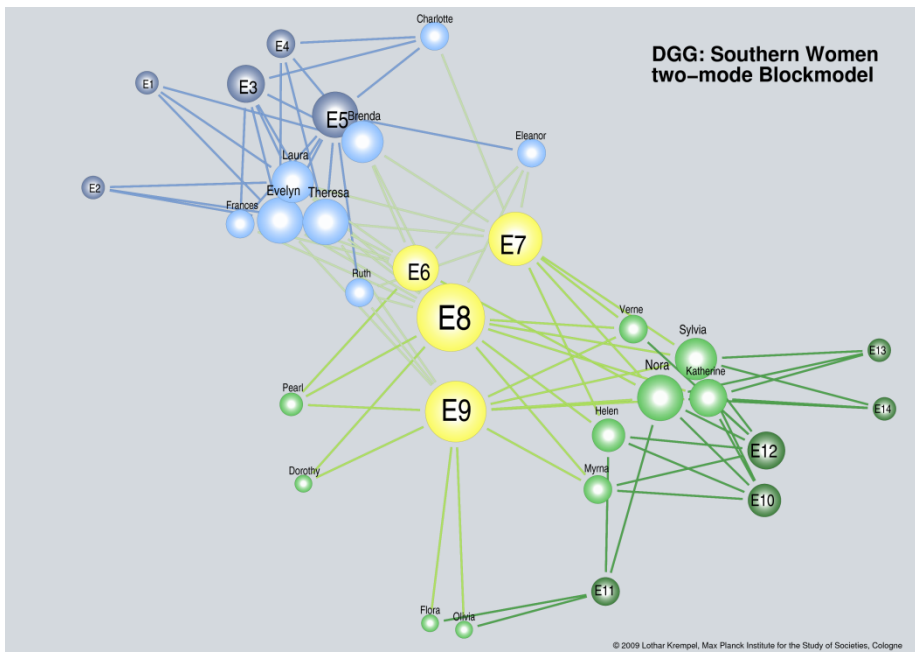 Charlotte
DGG: Southern Women
two-mode Blockmodel
E4
E1
E3
E5
Brenda
Eleanor
Laura
E2
Evelyn
Theresa
Frances
E7
E6
Ruth
E8
Verne
Sylvia
E13
Nora
Katherine
Pearl
E14
E9
Helen
E12
Dorothy
Myrna
E10
E11
Flora
Olivia
© 2009 Lothar Krempel, Max Planck Institute for the Study of Societies, Cologne